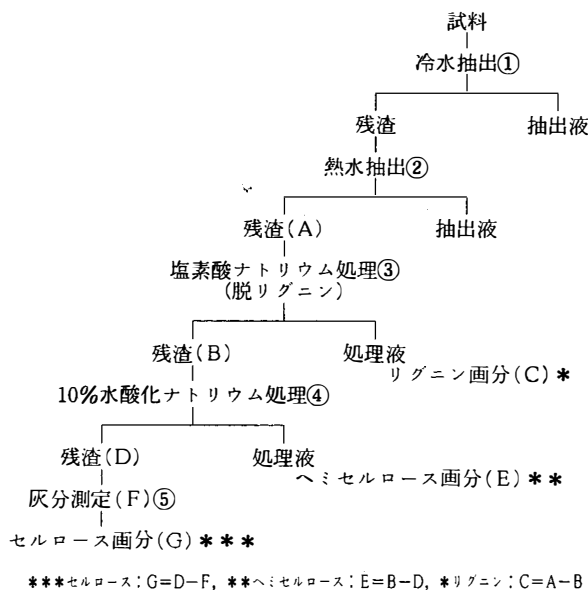 試料
冷水抽出①
残渣 抽出液
熱水抽出②
残渣(A) 抽出液
塩素酸ナトリウム処理③
(脱リグニン)
残渣(B) 処理液
リグニン画分(C)*
10%水酸化ナトリウム処理④
残渣(D) 処理液
ヘミセルロース画分(E)**
灰分測定(F)⑤
セルロース画分(G)***
***セルロース:G=D−F, **ヘミセルロース:E=B−D, *リグニン:C=A−B